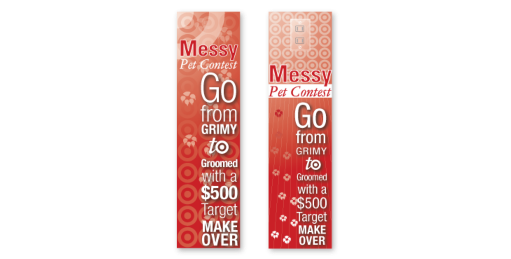 Messy
Pet Contest
Go
from
GRIMY
to
Groomed
with a
$500
Target
MAKE
OVER
Messy
Pet Contest
Go
from
GRIMY
to
Groomed
with a
$500
Target
MAKE
OVER